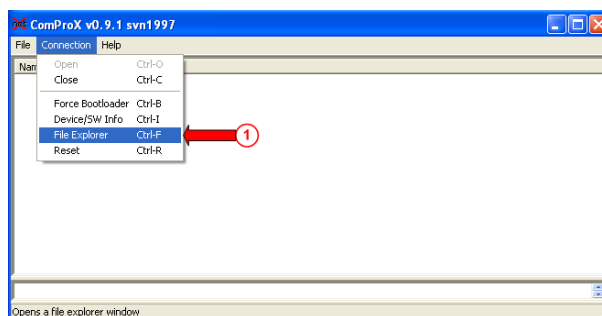 ComProX v0.9.1 svn1997
File Connection Help
Open Ctrl-O
Close Ctrl-C
Force Bootloader Ctrl-B
Device/SW Info Ctrl-I
File Explorer Ctrl-F
1
Reset Ctrl-R
Opens a file explorer window